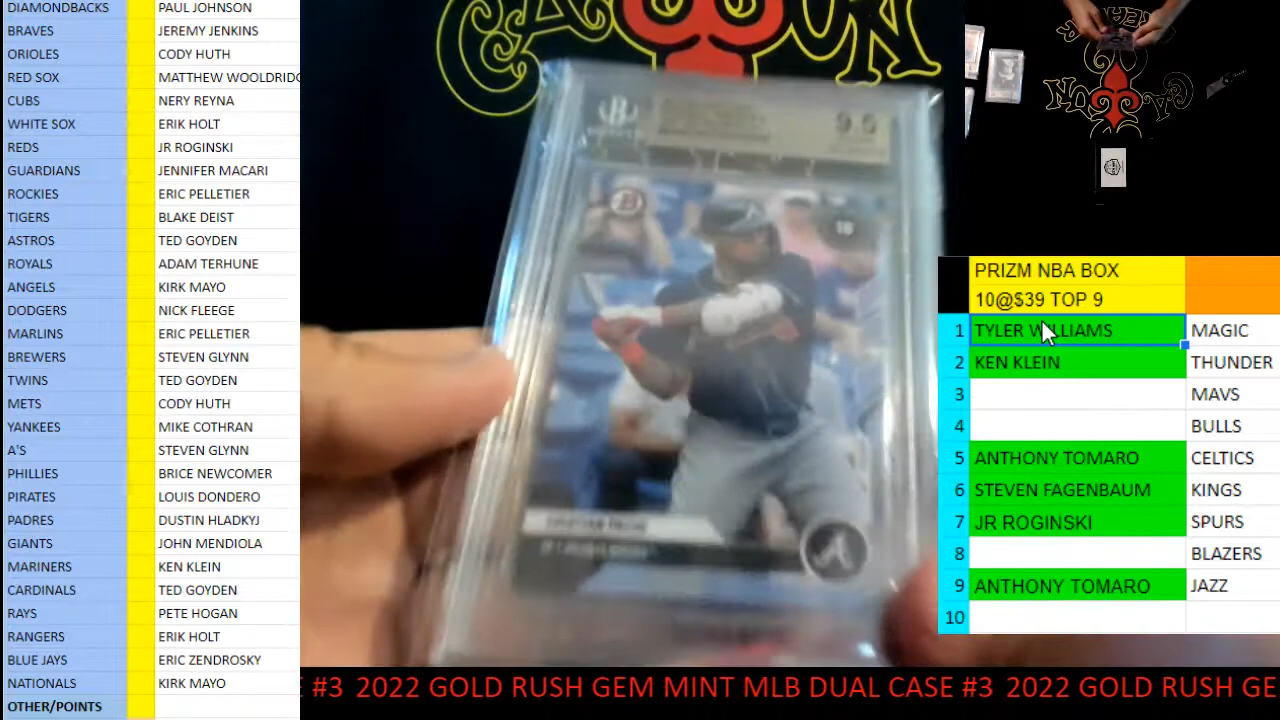 DIAMONDBACKS PAUL JOHNSON
BRAVES JEREMY JENKINS
ORIOLES CODY HUTH
RED SOX MATTHEW WOOLDRIDG
CUBS NERY REYNA
WHITE SOX ERIK HOLT
REDS JR ROGINSKI
GUARDIANS JENNIFER MACARI
ROCKIES ERIC PELLETIER
TIGERS BLAKE DEIST
ASTROS TED GOYDEN
ROYALS ADAM TERHUNE
ANGELS KIRK MAYO
DODGERS NICK FLEEGE
MARLINS ERIC PELLETIER
BREWERS STEVEN GLYNN
TWINS TED GOYDEN
METS CODY HUTH
YANKEES MIKE COTHRAN
A'S STEVEN GLYNN
PHILLIES BRICE NEWCOMER
PIRATES LOUIS DONDERO
PADRES DUSTIN HLADKYJ
GIANTS JOHN MENDIOLA
MARINERS KEN KLEIN
CARDINALS TED GOYDEN
RAYS PETE HOGAN
RANGERS ERIK HOLT
BLUE JAYS ERIC ZENDROSKY
NATIONALS KIRK MAYO
OTHER/POINTS
9.5
PRIZM NBA BOX
10@$39 TOP 9
1 TYLER WILLIAMS MAGIC
2 KEN KLEIN THUNDER
3 MAVS
4 BULLS
5 ANTHONY TOMARO CELTICS
6 STEVEN FAGENBAUM KINGS
7 JR ROGINSKI SPURS
8 BLAZERS
9 ANTHONY TOMARO JAZZ
10
E #3 2022 GOLD RUSH GEM MINT MLB DUAL CASE #3 2022 GOLD RUSH GE